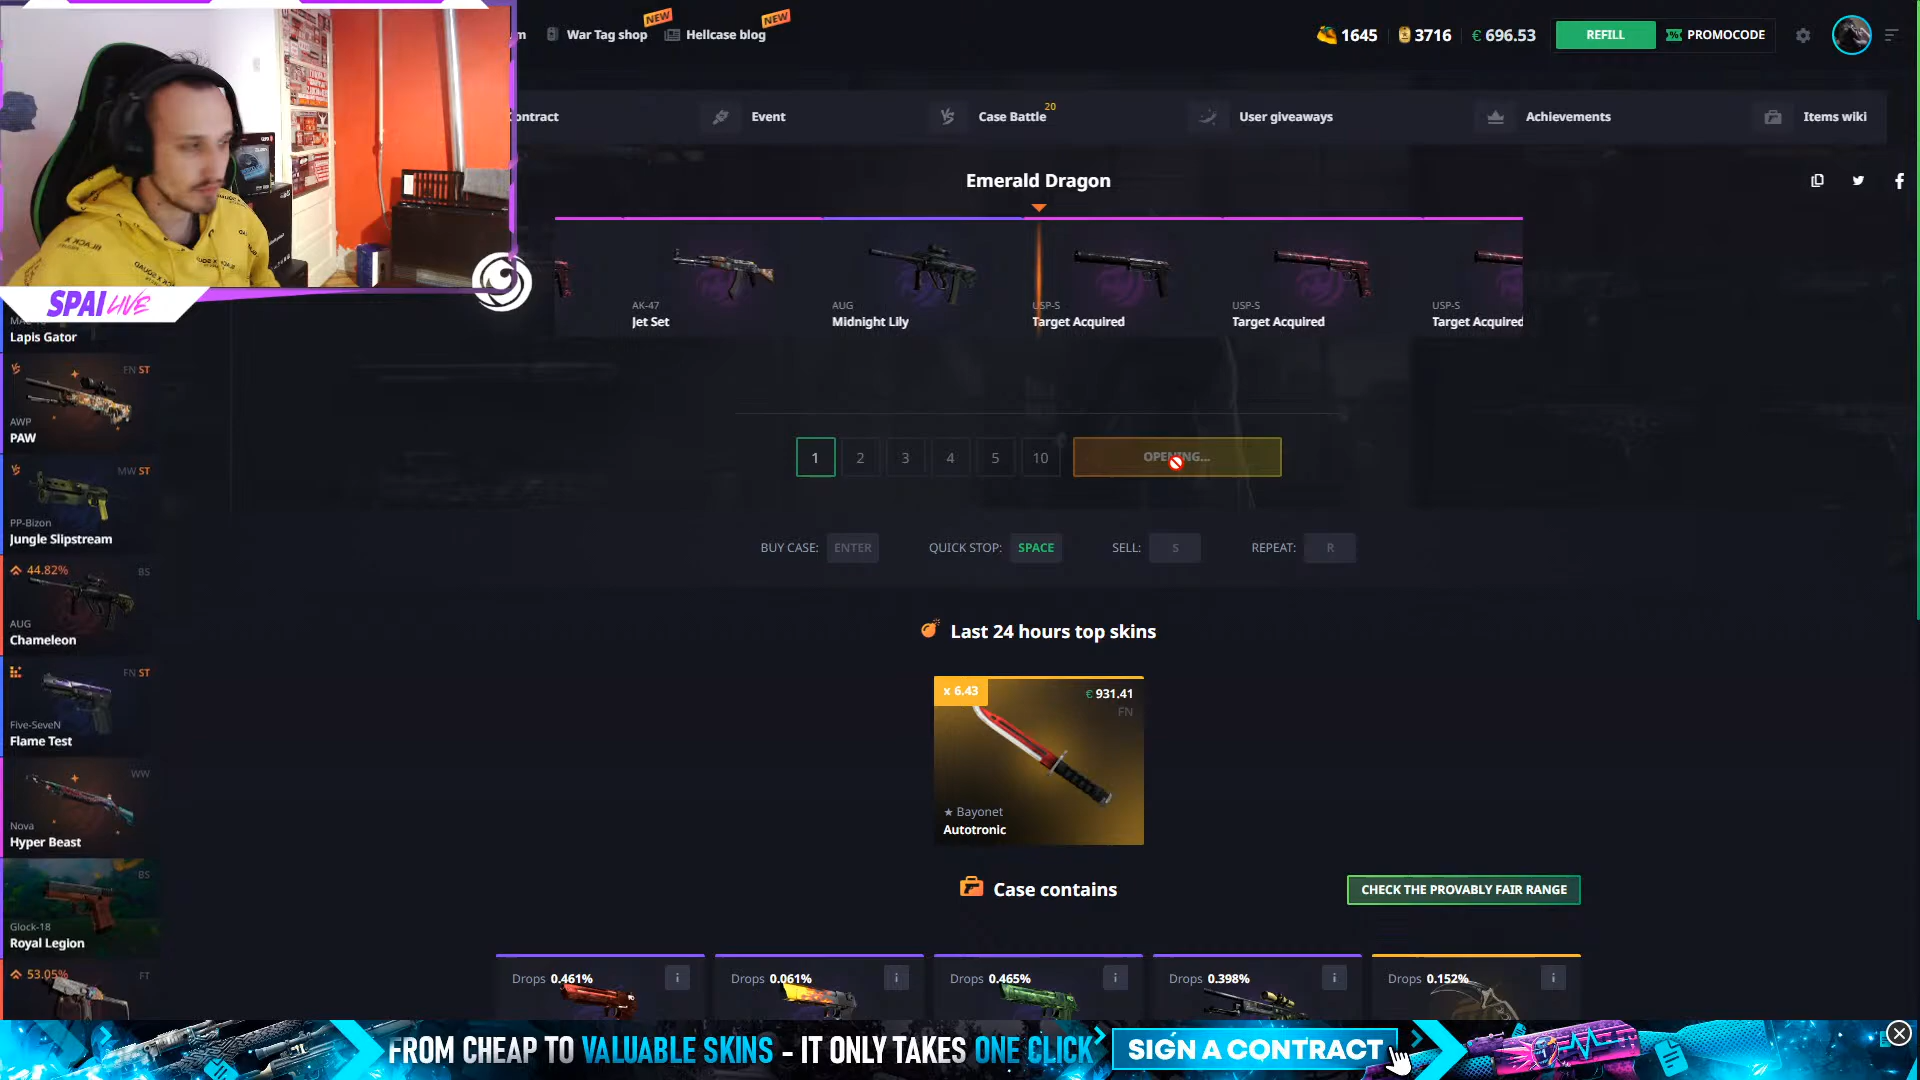 m
War Tag shop
NEW
Hellcase blog
NEW
1645
3716
€ 696.53
REFILL
% PROMOCODE
ontract
Event
Case Battle
20
User giveaways
Achievements
Items wiki
SPAI LIVE
Emerald Dragon
AK-47
Jet Set
AUG
Midnight Lily
USP-S
Target Acquired
USP-S
Target Acquired
USP-S
Target Acquired
1
2
3
4
5
10
OPENING...
BUY CASE:
ENTER
QUICK STOP:
SPACE
SELL:
S
REPEAT:
R
Lapis Gator
FN ST
AWP
PAW
MW ST
PP-Bizon
Jungle Slipstream
44.82%
BS
AUG
Chameleon
FN ST
Five-SeveN
Flame Test
WW
Nova
Hyper Beast
BS
Glock-18
Royal Legion
53.05%
FT
Last 24 hours top skins
x 6.43
€ 931.41
FN
★ Bayonet
Autotronic
Case contains
CHECK THE PROVABLY FAIR RANGE
Drops 0.461%
i
Drops 0.061%
i
Drops 0.465%
i
Drops 0.398%
i
Drops 0.152%
i
FROM CHEAP TO VALUABLE SKINS - IT ONLY TAKES ONE CLICK
SIGN A CONTRACT